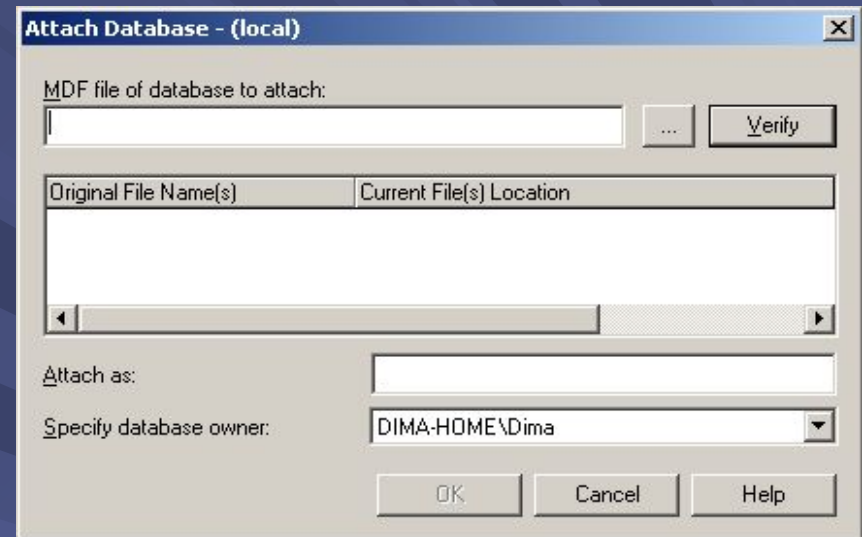 Attach Database - (local)
MDF file of database to attach:
... Verify
Original File Name(s) Current File(s) Location
Attach as:
Specify database owner: DIMA-HOME\Dima
OK Cancel Help